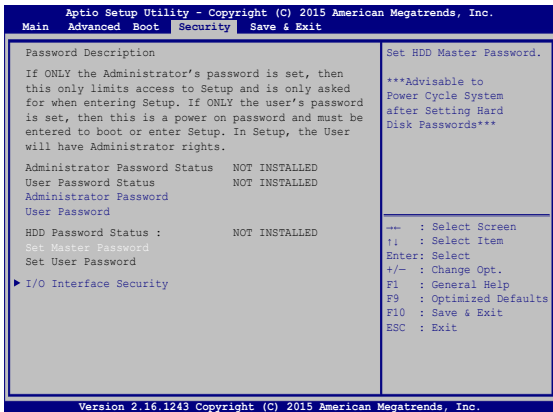 Aptio Setup Utility - Copyright (C) 2015 American Megatrends, Inc.
Main Advanced Boot Security Save & Exit
Password Description
If ONLY the Administrator's password is set, then
this only limits access to Setup and is only asked
for when entering Setup. If ONLY the user's password
is set, then this is a power on password and must be
entered to boot or enter Setup. In Setup, the User
will have Administrator rights.
Administrator Password Status NOT INSTALLED
User Password Status NOT INSTALLED
Administrator Password
User Password
HDD Password Status : NOT INSTALLED
Set Master Password
Set User Password
▶ I/O Interface Security
Set HDD Master Password.
***Advisable to
Power Cycle System
after Setting Hard
Disk Passwords***
→← : Select Screen
↑↓ : Select Item
Enter: Select
+/— : Change Opt.
F1 : General Help
F9 : Optimized Defaults
F10 : Save & Exit
ESC : Exit
Version 2.16.1243 Copyright (C) 2015 American Megatrends, Inc.